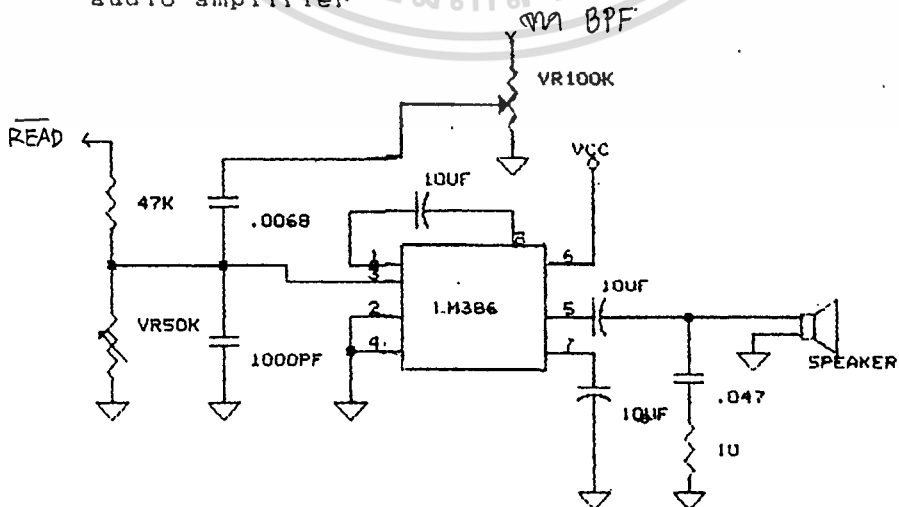 audio amplifier
จาก BPF
VR100K
READ
VCC
10UF
47K
.0068
1
8
6
3
10UF
LM386
2
5
VR50K
4
7
1000PF
SPEAKER
.047
10UF
10